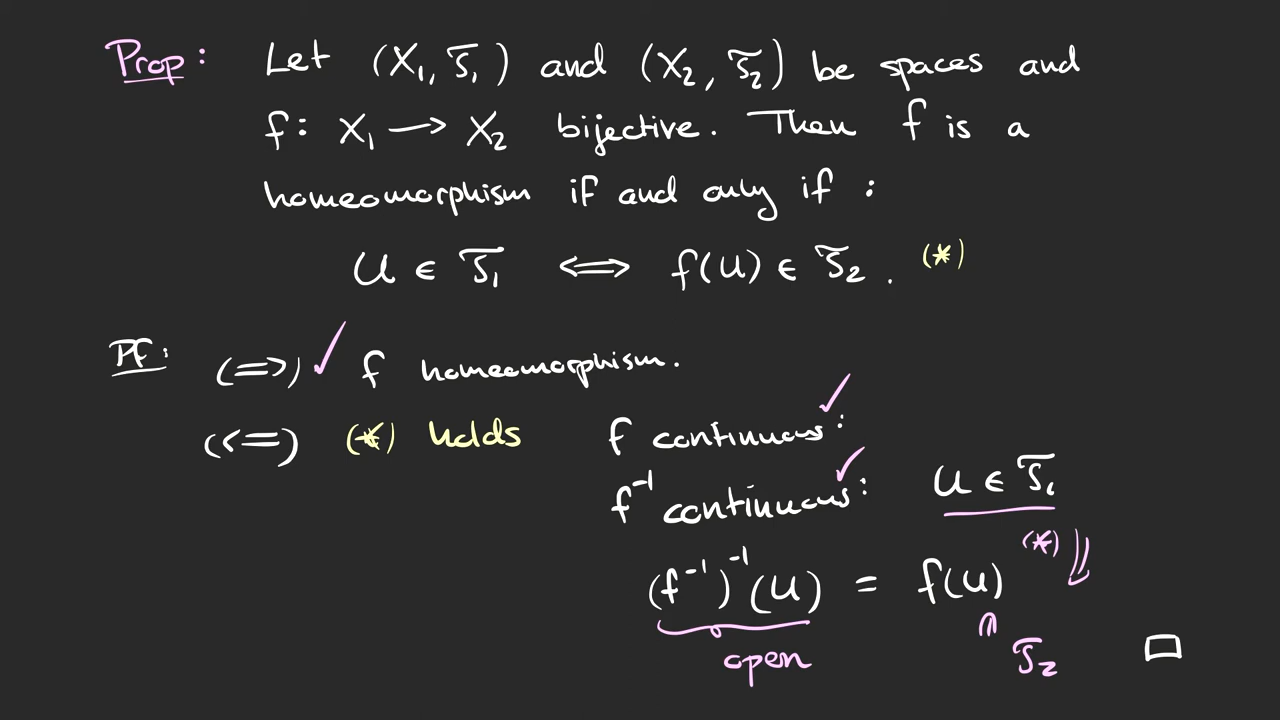 Prop: Let (X₁, 𝒯₁) and (X₂, 𝒯₂) be spaces and
f: X₁ → X₂ bijective. Then f is a
homeomorphism if and only if :
U ∈ 𝒯₁ ⟺ f(U) ∈ 𝒯₂ . (*)
Pf: (=>) ✓ f homeomorphism.
(<=) (*) holds f continuous: ✓
f⁻¹ continuous: ✓ U ∈ 𝒯₁
(*) ⇓
(f⁻¹)⁻¹(U) = f(U)
open ∈ 𝒯₂ □